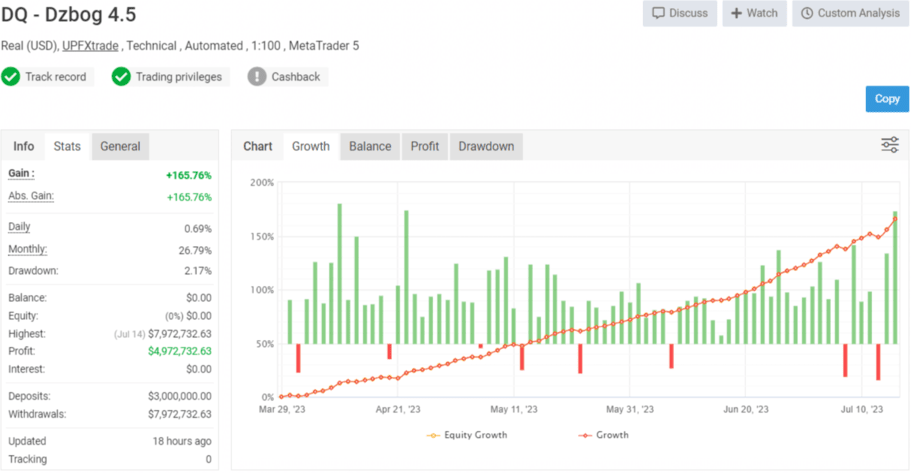 DQ - Dzbog 4.5
Discuss
Watch
Custom Analysis
Real (USD), UPFXtrade , Technical , Automated , 1:100 , MetaTrader 5
Track record
Trading privileges
Cashback
Copy
Info Stats General
Gain : +165.76%
Abs. Gain: +165.76%
Daily 0.69%
Monthly: 26.79%
Drawdown: 2.17%
Balance: $0.00
Equity: (0%) $0.00
Highest: (Jul 14) $7,972,732.63
Profit: $4,972,732.63
Interest: $0.00
Deposits: $3,000,000.00
Withdrawals: $7,972,732.63
Updated 18 hours ago
Tracking 0
Chart Growth Balance Profit Drawdown
200%
150%
100%
50%
0%
Mar 29, '23 Apr 21, '23 May 11, '23 May 31, '23 Jun 20, '23 Jul 10, '23
Equity Growth Growth